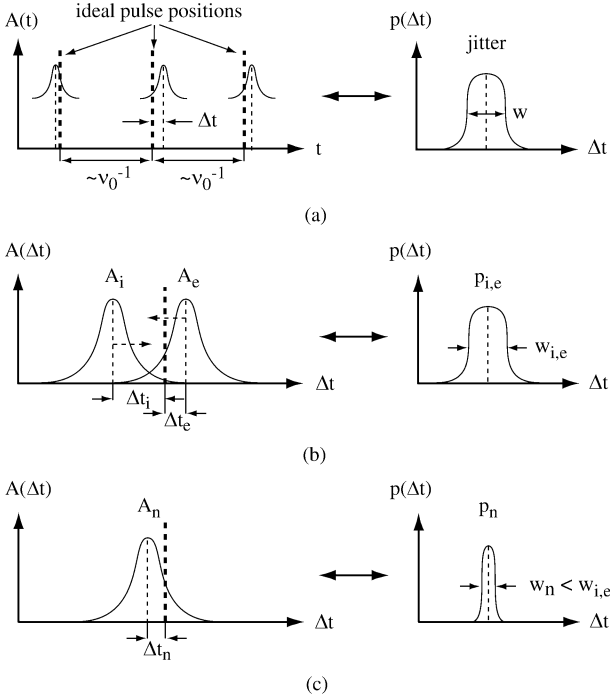 A(t) ideal pulse positions p(Δt)
jitter
w
Δt
t Δt
~ν₀⁻¹ ~ν₀⁻¹
(a)
A(Δt) p(Δt)
Aᵢ Aₑ pᵢ,ₑ
wᵢ,ₑ
Δt Δt
Δtᵢ Δtₑ
(b)
A(Δt) p(Δt)
Aₙ pₙ
wₙ < wᵢ,ₑ
Δt Δt
Δtₙ
(c)